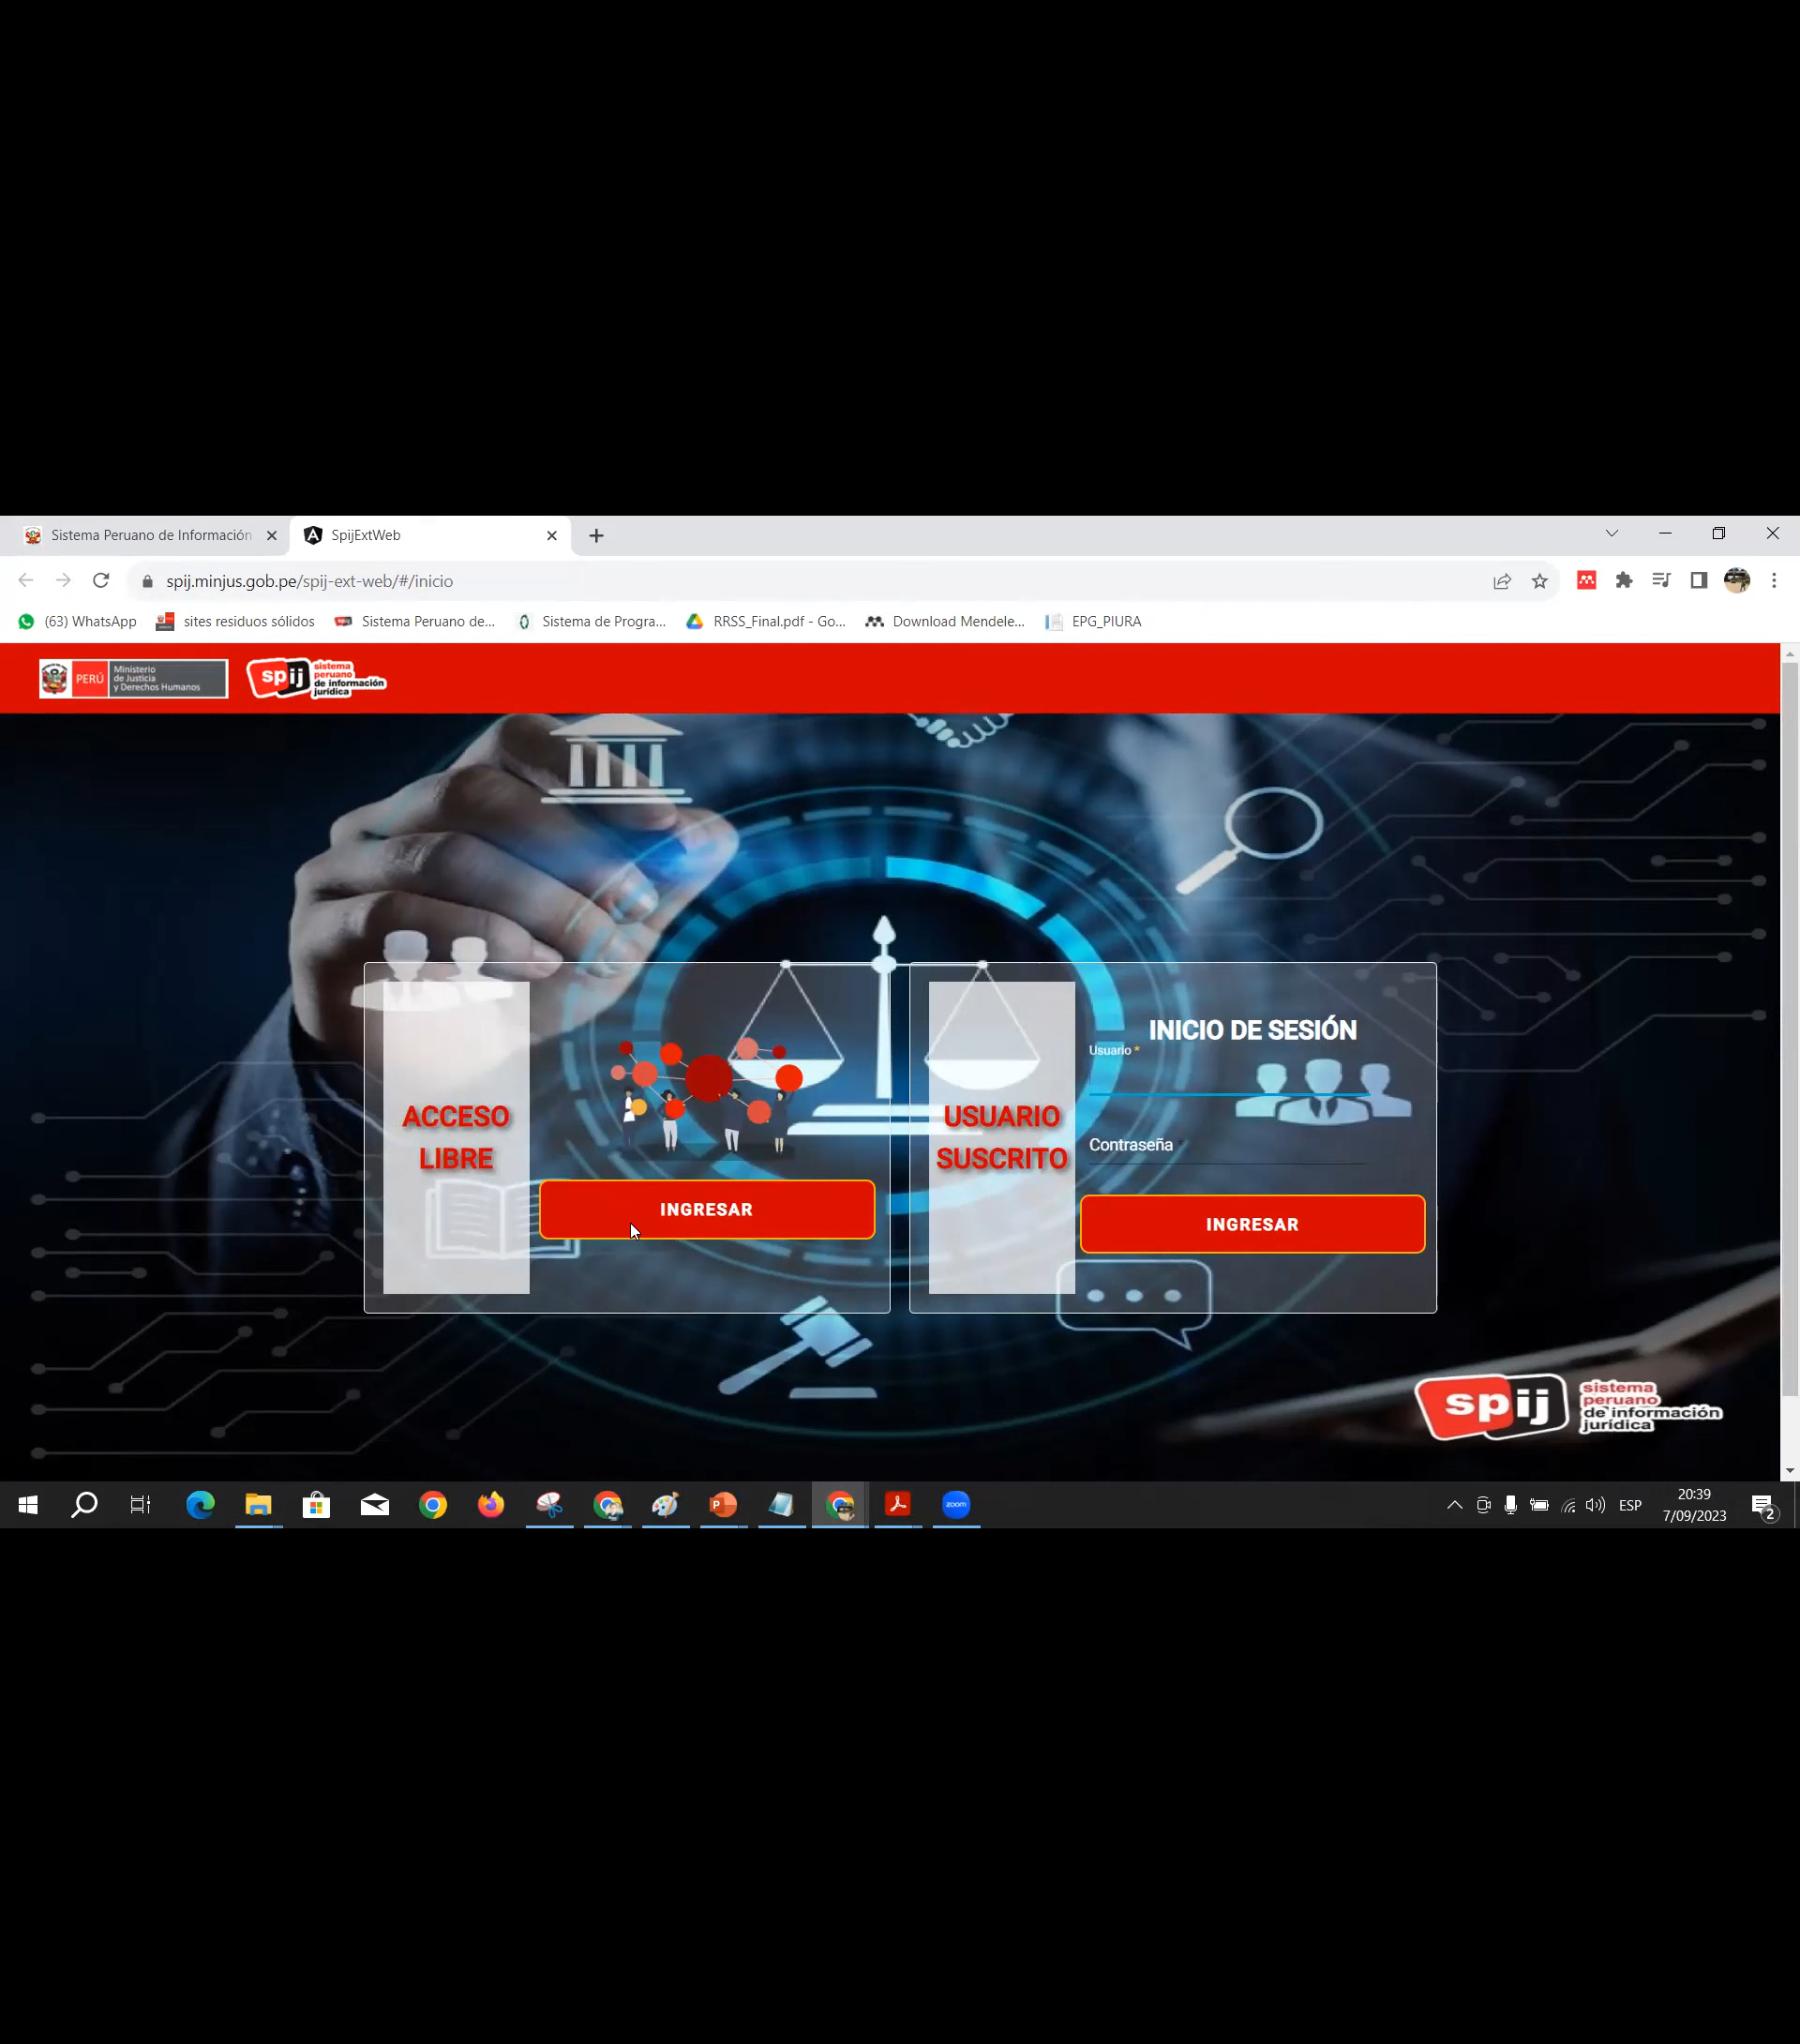 Sistema Peruano de Información
SpijExtWeb
spij.minjus.gob.pe/spij-ext-web/#/inicio
(63) WhatsApp
sites residuos sólidos
Sistema Peruano de...
Sistema de Progra...
RRSS_Final.pdf - Go...
Download Mendele...
EPG_PIURA
PERÚ
Ministerio
de Justicia
y Derechos Humanos
spij
sistema
peruano
de información
jurídica
ACCESO
LIBRE
INGRESAR
USUARIO
SUSCRITO
INICIO DE SESIÓN
Usuario *
Contraseña
INGRESAR
spij
sistema
peruano
de información
jurídica
zoom
ESP
20:39
7/09/2023
2